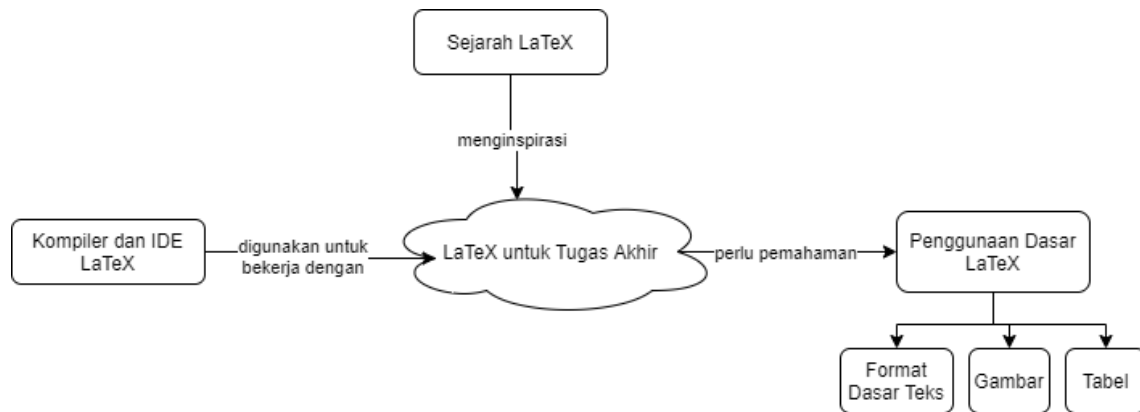 Sejarah LaTeX
menginspirasi
Kompiler dan IDE
LaTeX
digunakan untuk
bekerja dengan
LaTeX untuk Tugas Akhir
perlu pemahaman
Penggunaan Dasar
LaTeX
Format
Dasar Teks
Gambar
Tabel